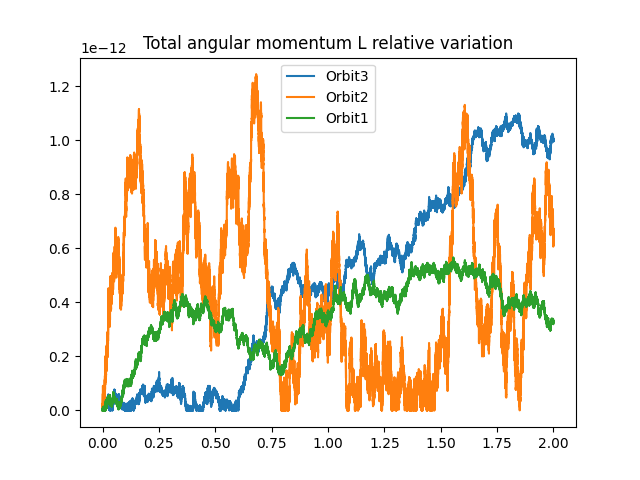 Total angular momentum L relative variation
1e−12
Orbit3
Orbit2
Orbit1
1.2
1.0
0.8
0.6
0.4
0.2
0.0
0.00 0.25 0.50 0.75 1.00 1.25 1.50 1.75 2.00